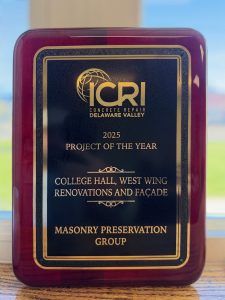 ICRI
CONCRETE REPAIR
DELAWARE VALLEY
2025
PROJECT OF THE YEAR
COLLEGE HALL, WEST WING
RENOVATIONS AND FAÇADE
MASONRY PRESERVATION
GROUP